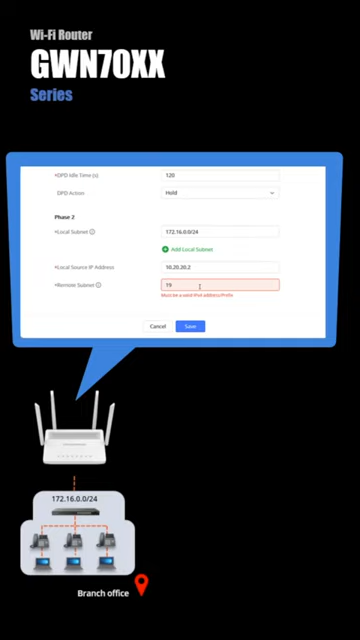 Wi-Fi Router
GWN70XX
Series
*DPD Idle Time (s)
120
DPD Action
Hold
Phase 2
*Local Subnet
172.16.0.0/24
Add Local Subnet
*Local Source IP Address
10.20.20.2
*Remote Subnet
19
Must be a valid IPv4 address/Prefix
Cancel
Save
172.16.0.0/24
Branch office